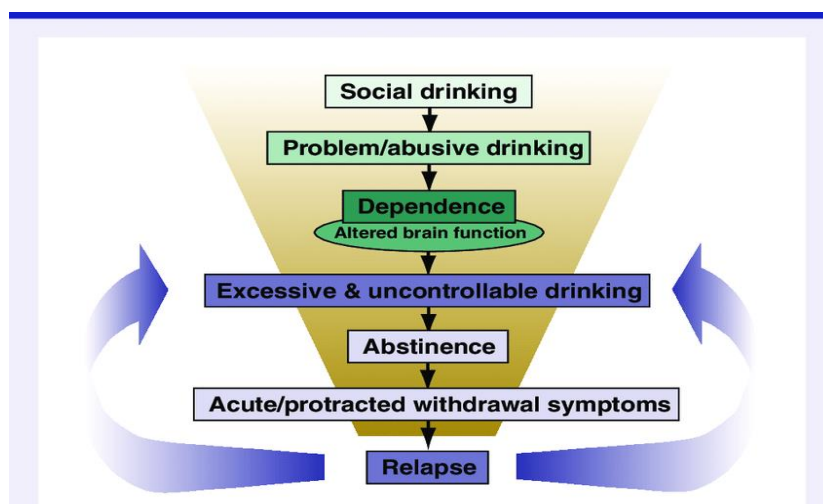 Social drinking
Problem/abusive drinking
Dependence
Altered brain function
Excessive & uncontrollable drinking
Abstinence
Acute/protracted withdrawal symptoms
Relapse